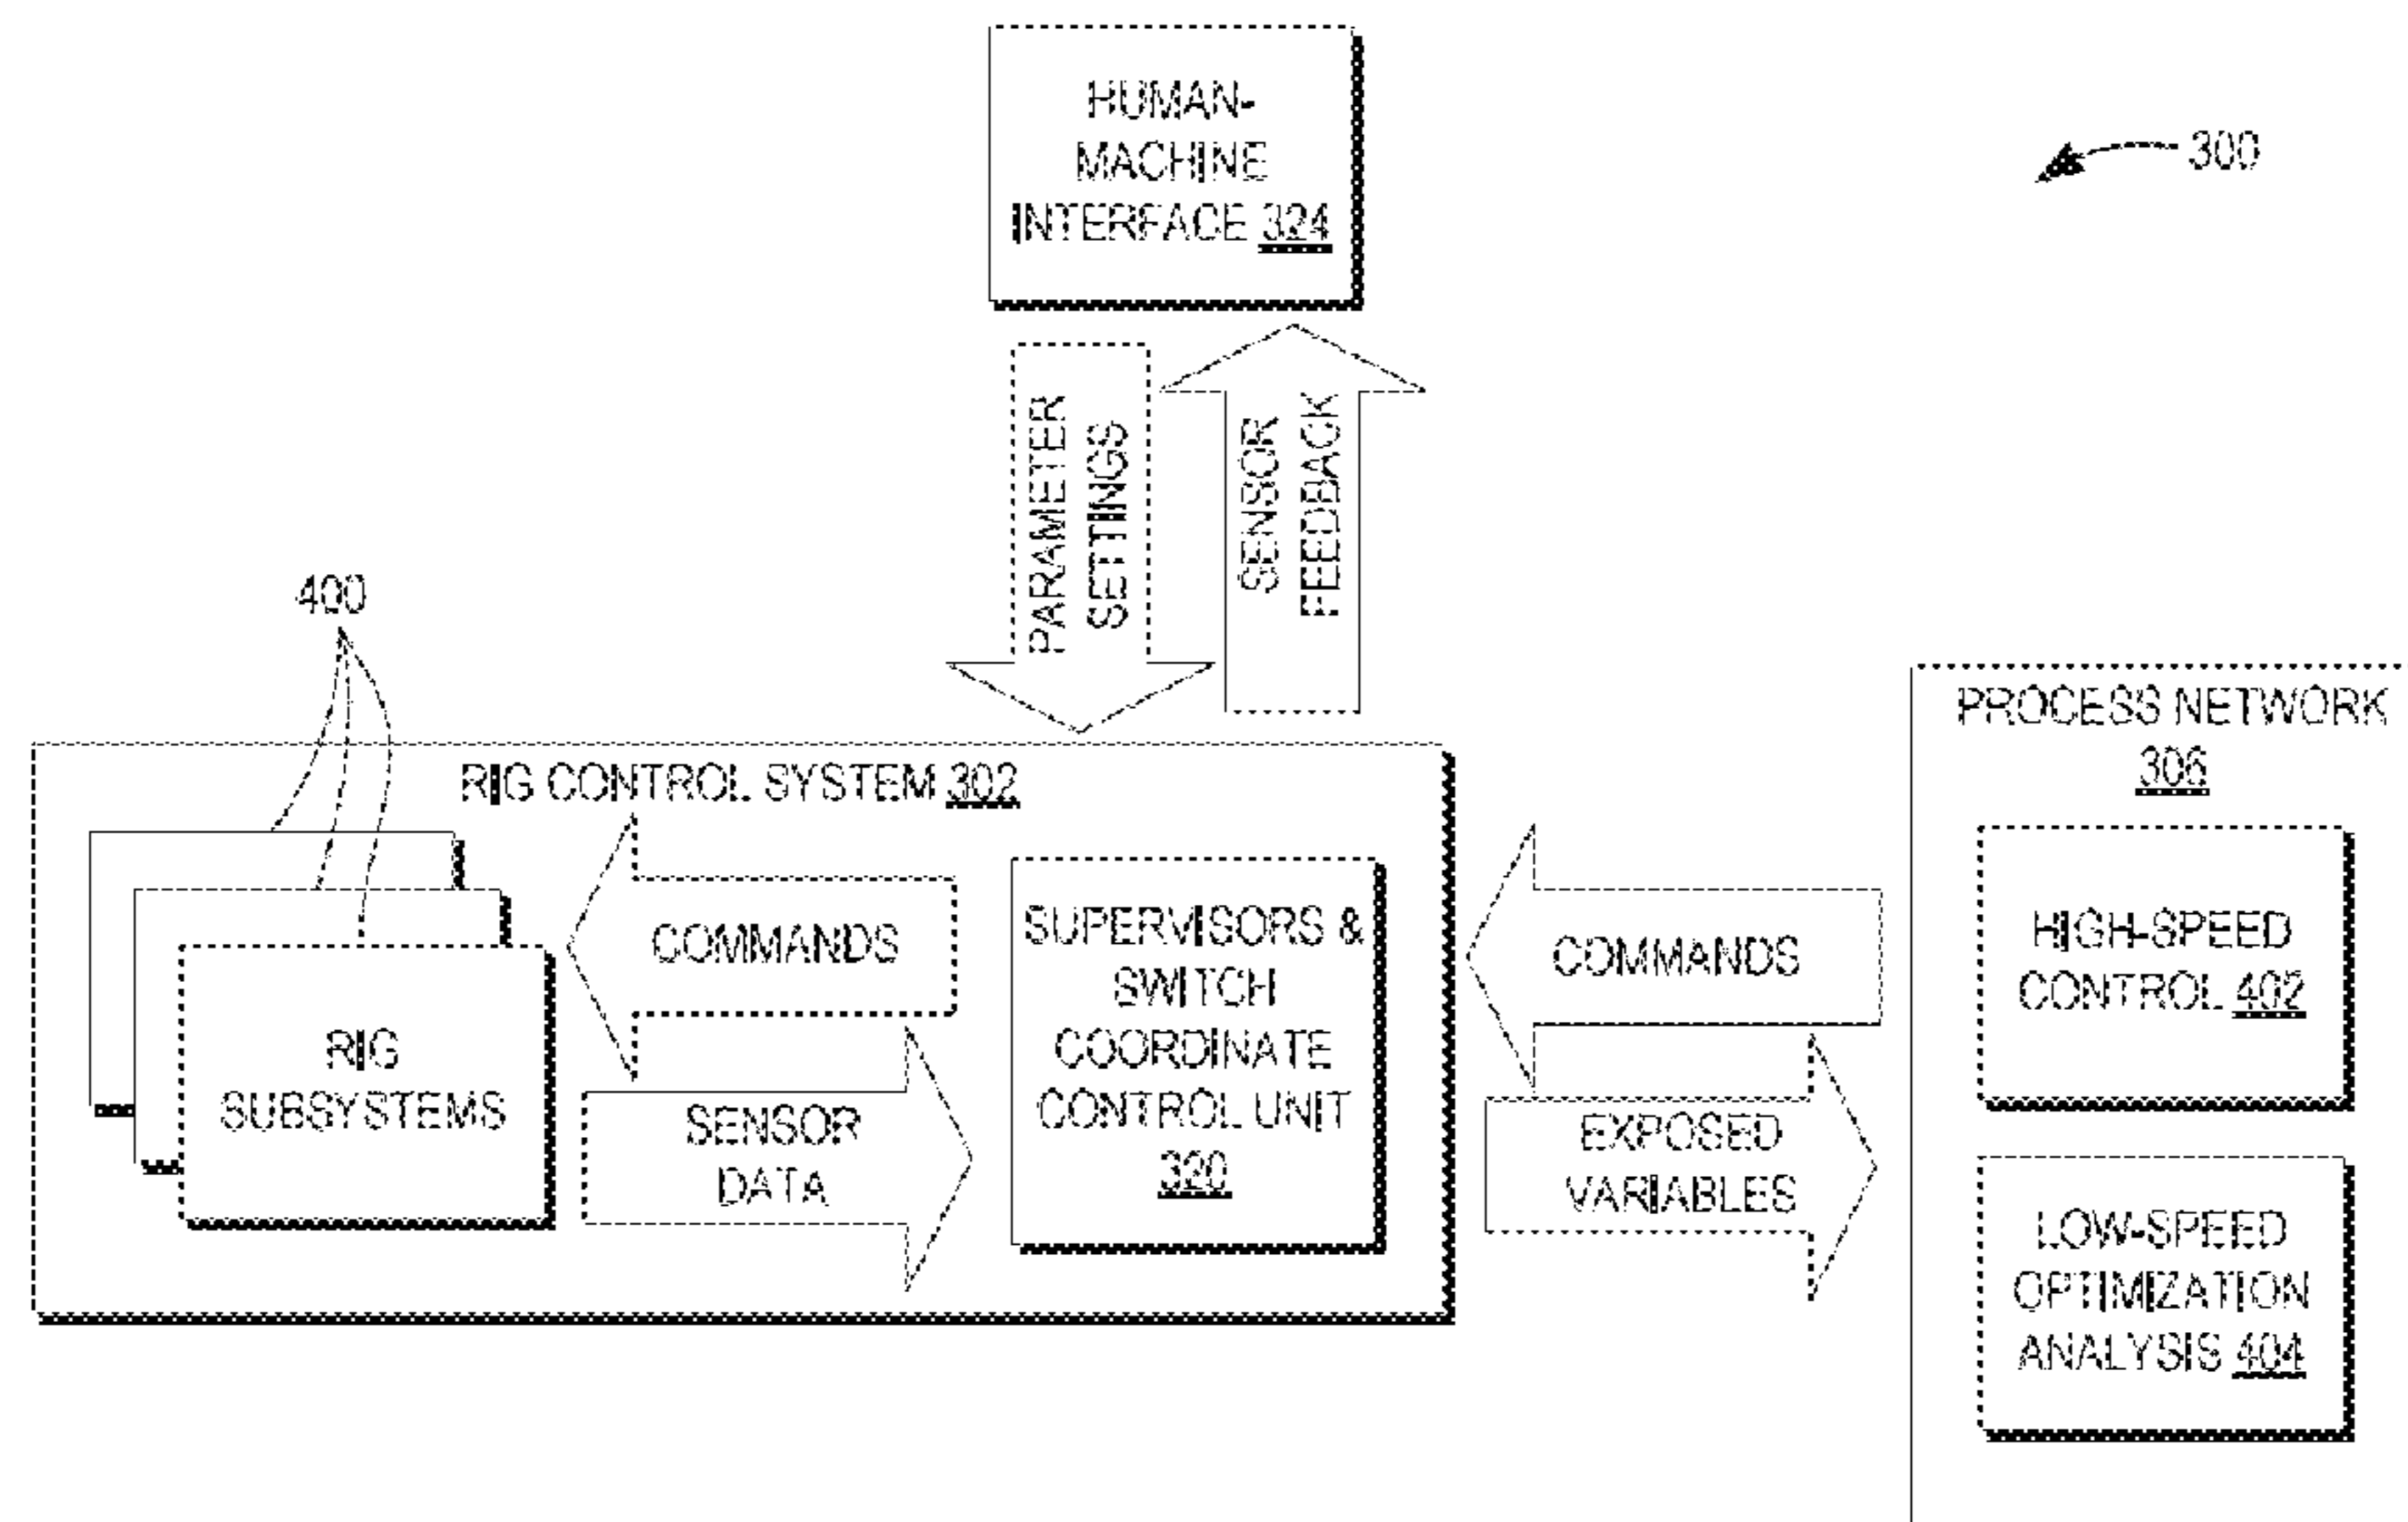 HUMAN-
MACHINE
INTERFACE 324
300
PARAMETER
SETTINGS
SENSOR
FEEDBACK
400
RIG CONTROL SYSTEM 302
RIG
SUBSYSTEMS
COMMANDS
SENSOR
DATA
SUPERVISORS &
SWITCH
COORDINATE
CONTROL UNIT
320
COMMANDS
EXPOSED
VARIABLES
PROCESS NETWORK
306
HIGH-SPEED
CONTROL 402
LOW-SPEED
OPTIMIZATION
ANALYSIS 404